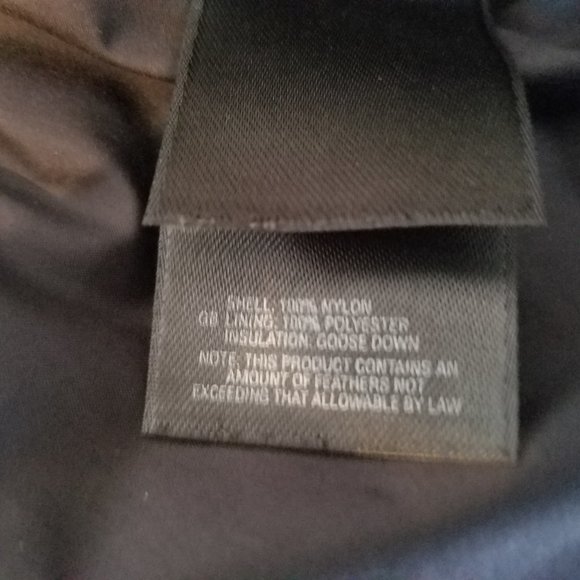 SHELL: 100% NYLON
GB LINING: 100% POLYESTER
INSULATION: GOOSE DOWN
NOTE: THIS PRODUCT CONTAINS AN
AMOUNT OF FEATHERS NOT
EXCEEDING THAT ALLOWABLE BY LAW